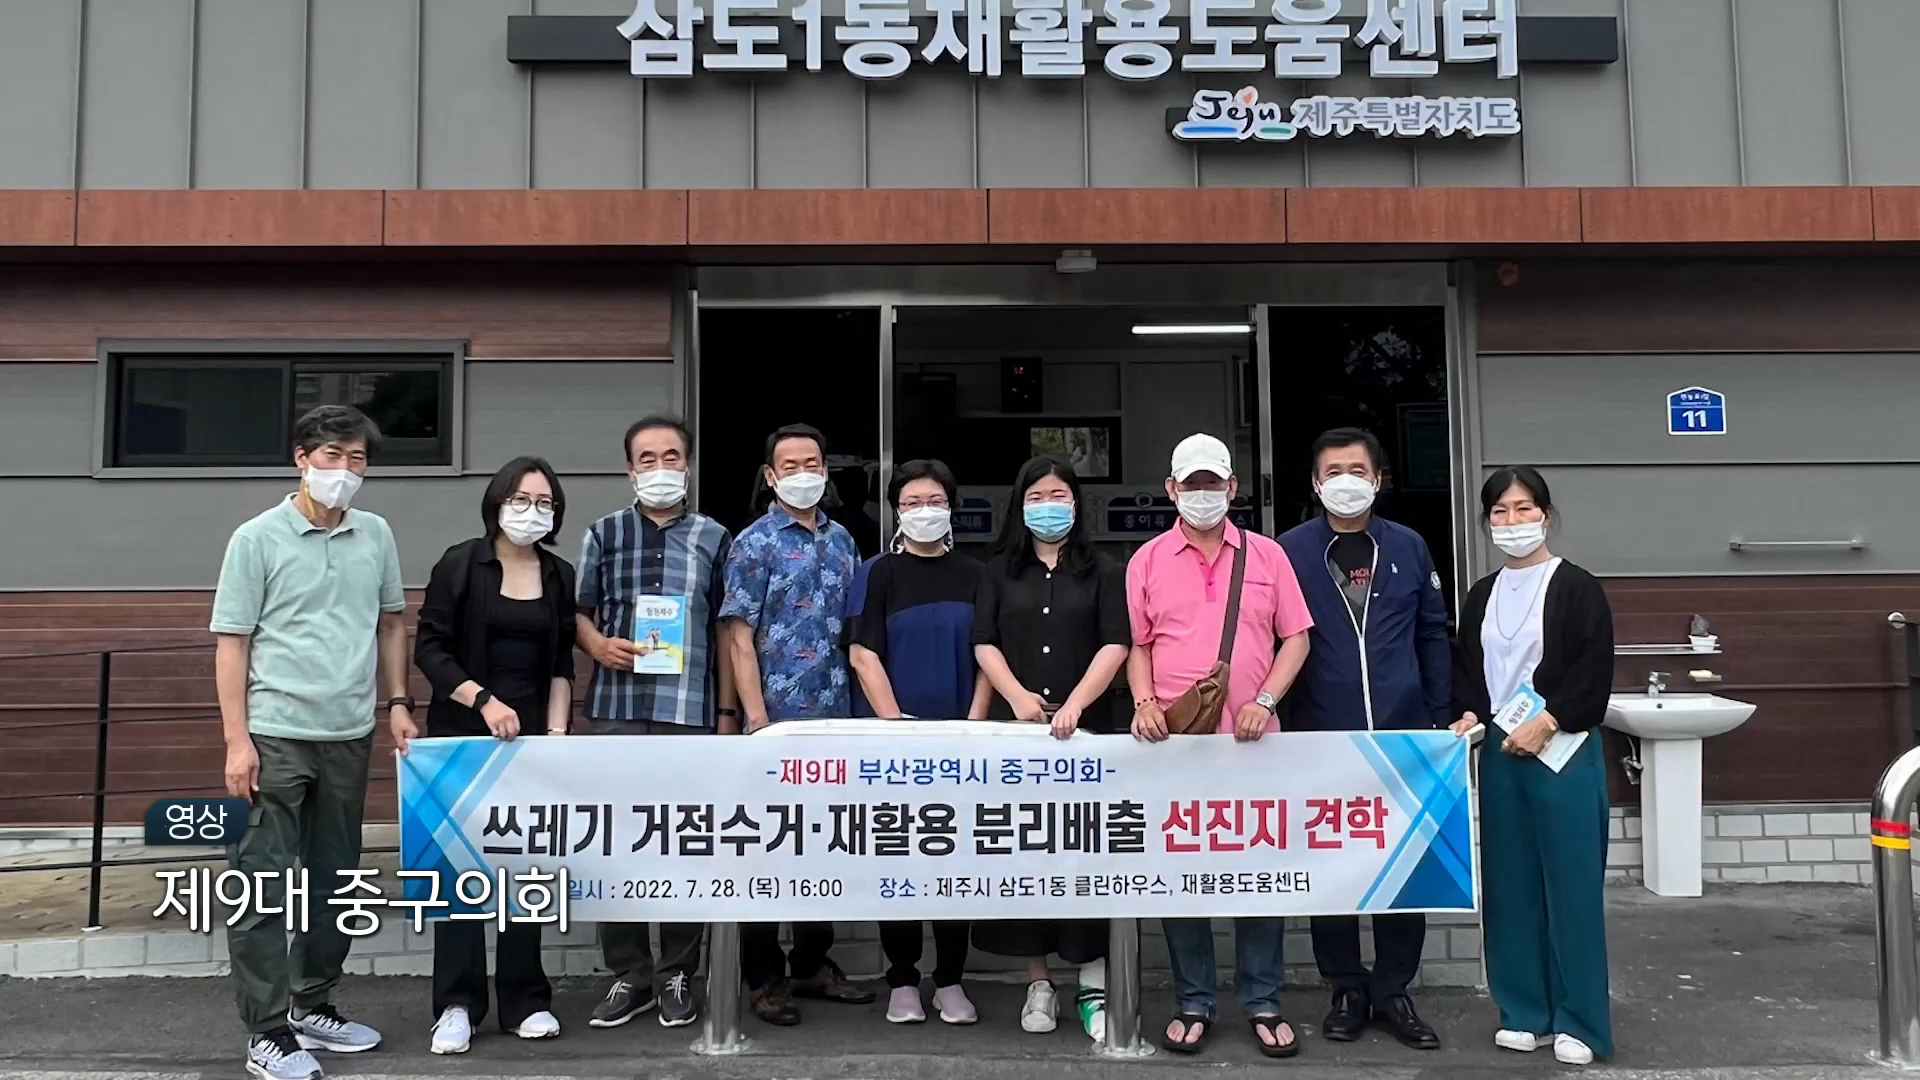 삼도1동재활용도움센터
Jeju 제주특별자치도
11
종이류
-제9대 부산광역시 중구의회-
쓰레기 거점수거·재활용 분리배출 선진지 견학
일시 : 2022. 7. 28. (목) 16:00 장소 : 제주시 삼도1동 클린하우스, 재활용도움센터
영상
제9대 중구의회